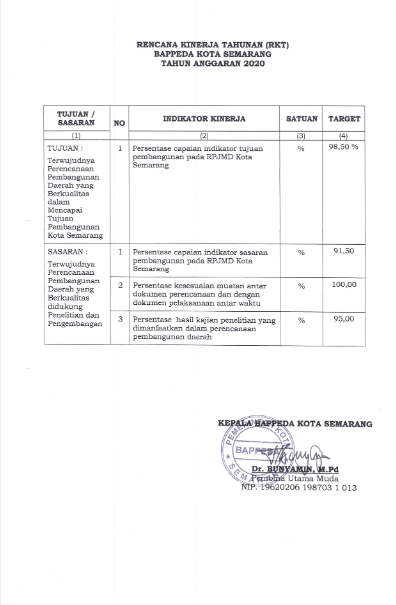 RENCANA KINERJA TAHUNAN (RKT)
BAPPEDA KOTA SEMARANG
TAHUN ANGGARAN 2020
TUJUAN / SASARAN
NO
INDIKATOR KINERJA
SATUAN
TARGET
(1)
(2)
(3)
(4)
TUJUAN :
Terwujudnya
Perencanaan
Pembangunan
Daerah yang
Berkualitas
dalam
Mencapai
Tujuan
Pembangunan
Kota Semarang
1
Persentase capaian indikator tujuan
pembangunan pada RPJMD Kota
Semarang
%
98,50 %
SASARAN :
Terwujudnya
Perencanaan
Pembangunan
Daerah yang
Berkualitas
didukung
Penelitian dan
Pengembangan
1
Persentase capaian indikator sasaran
pembangunan pada RPJMD Kota
Semarang
%
91,50
2
Persentase kesesuaian muatan antar
dokumen perencanaan dan dengan
dokumen pelaksanaan antar waktu
%
100,00
3
Persentase hasil kajian penelitian yang
dimanfaatkan dalam perencanaan
pembangunan daerah
%
95,00
KEPALA BAPPEDA KOTA SEMARANG
PEMERINTAH KOTA
BAPPEDA
SEMARANG
Dr. BUNYAMIN, M.Pd
Pembina Utama Muda
NIP. 19620206 198703 1 013